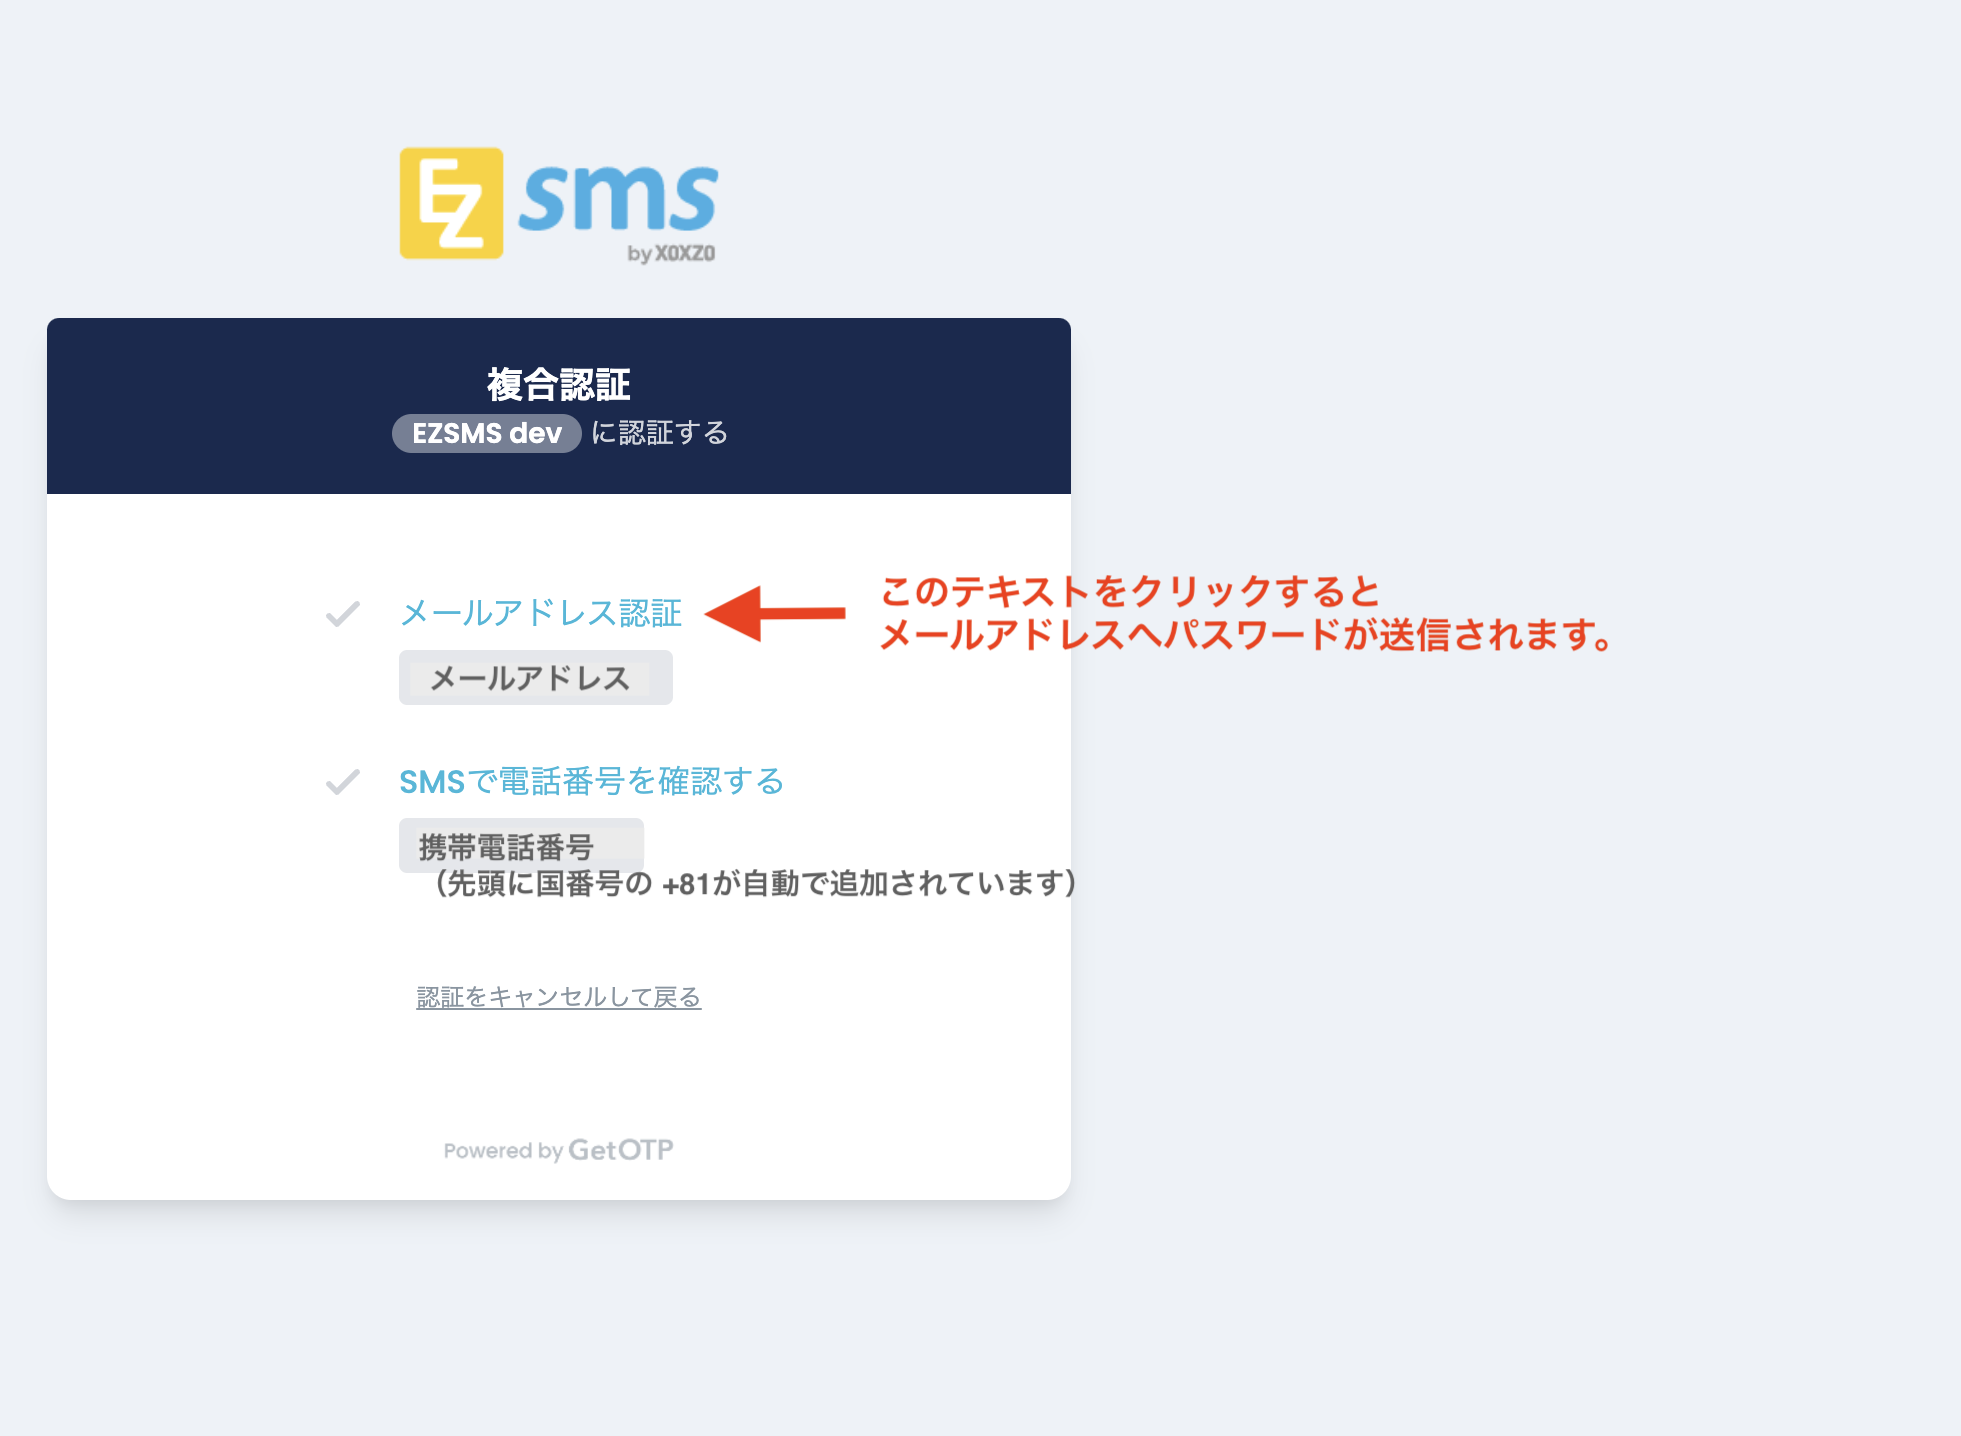 EZ sms
by XOXZO
複合認証
EZSMS dev に認証する
メールアドレス認証
このテキストをクリックすると
メールアドレスへパスワードが送信されます。
メールアドレス
SMSで電話番号を確認する
携帯電話番号
（先頭に国番号の +81が自動で追加されています）
認証をキャンセルして戻る
Powered by GetOTP